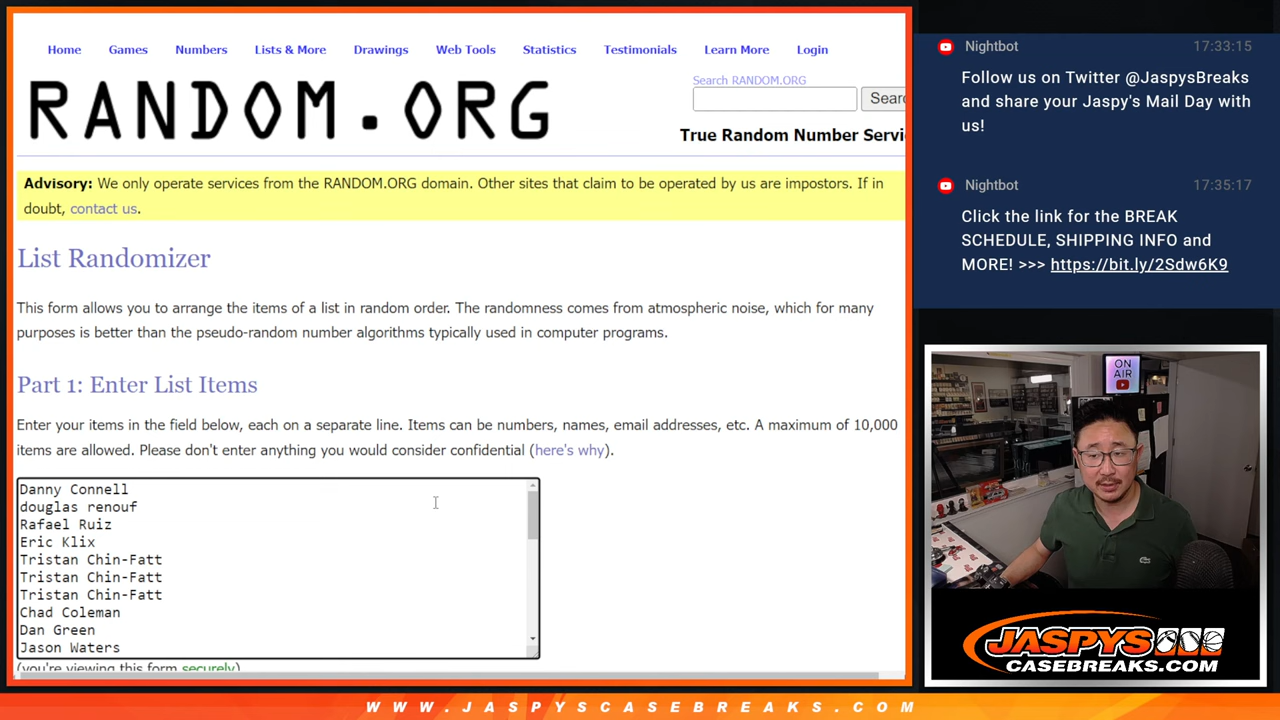 Home Games Numbers Lists & More Drawings Web Tools Statistics Testimonials Learn More Login
RANDOM.ORG
Search RANDOM.ORG
Searc
True Random Number Servi
Advisory: We only operate services from the RANDOM.ORG domain. Other sites that claim to be operated by us are impostors. If in
doubt, contact us.
List Randomizer
This form allows you to arrange the items of a list in random order. The randomness comes from atmospheric noise, which for many
purposes is better than the pseudo-random number algorithms typically used in computer programs.
Part 1: Enter List Items
Enter your items in the field below, each on a separate line. Items can be numbers, names, email addresses, etc. A maximum of 10,000
items are allowed. Please don't enter anything you would consider confidential (here's why).
Danny Connell
douglas renouf
Rafael Ruiz
Eric Klix
Tristan Chin-Fatt
Tristan Chin-Fatt
Tristan Chin-Fatt
Chad Coleman
Dan Green
Jason Waters
(you're viewing this form securely)
Nightbot 17:33:15
Follow us on Twitter @JaspysBreaks
and share your Jaspy's Mail Day with
us!
Nightbot 17:35:17
Click the link for the BREAK
SCHEDULE, SHIPPING INFO and
MORE! >>> https://bit.ly/2Sdw6K9
ON
AIR
JASPYS
CASEBREAKS.COM
WWW.JASPYSCASEBREAKS.COM